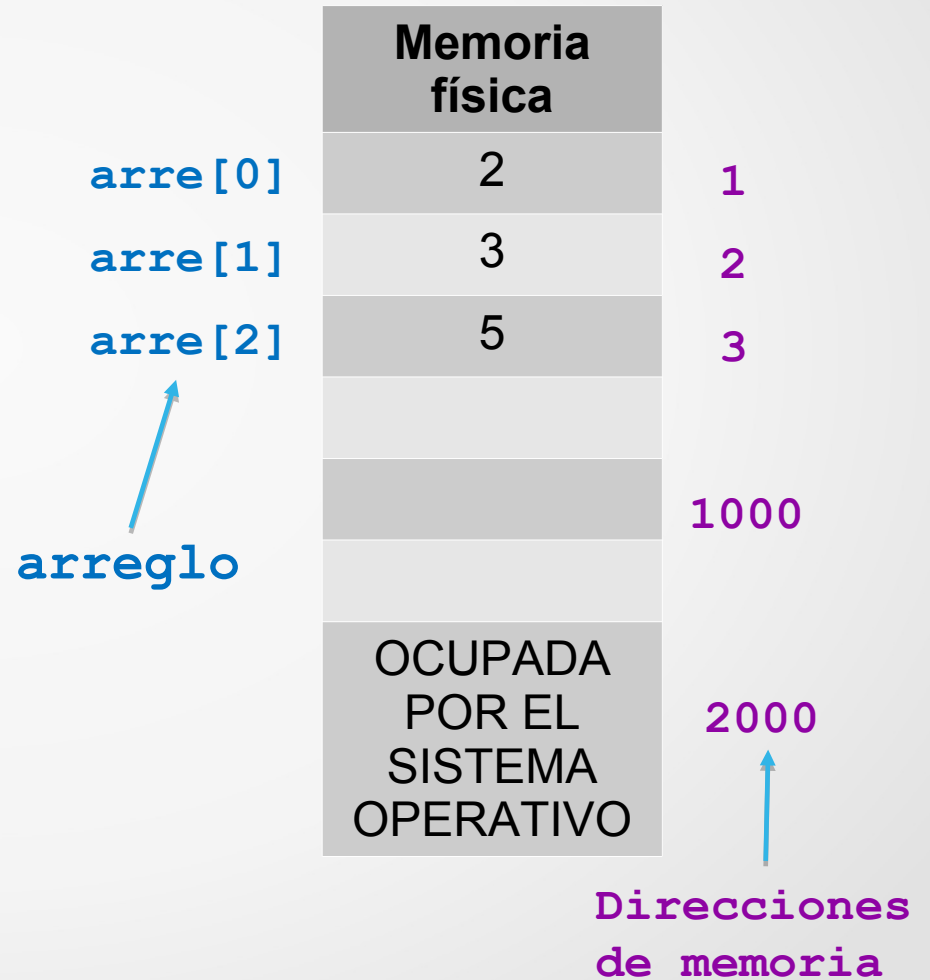 Memoria
física
arre[0] 2 1
arre[1] 3 2
arre[2] 5 3
1000
arreglo
OCUPADA
POR EL
SISTEMA
OPERATIVO
2000
Direcciones
de memoria